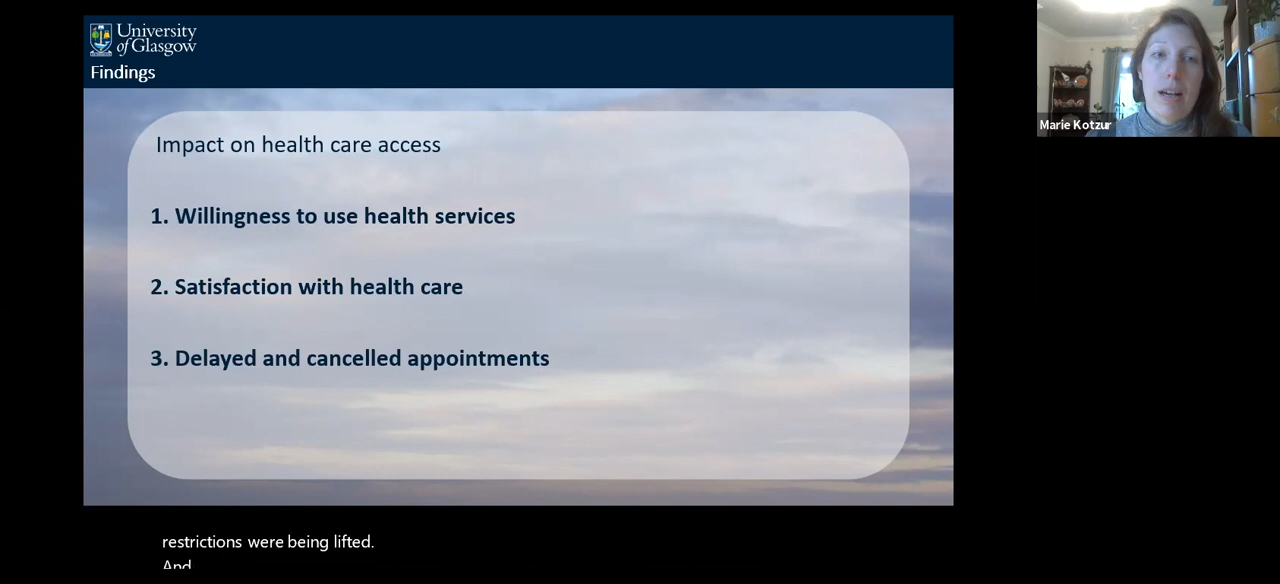 University
of Glasgow
Findings
Impact on health care access
1. Willingness to use health services
2. Satisfaction with health care
3. Delayed and cancelled appointments
Marie Kotzur
restrictions were being lifted.
And